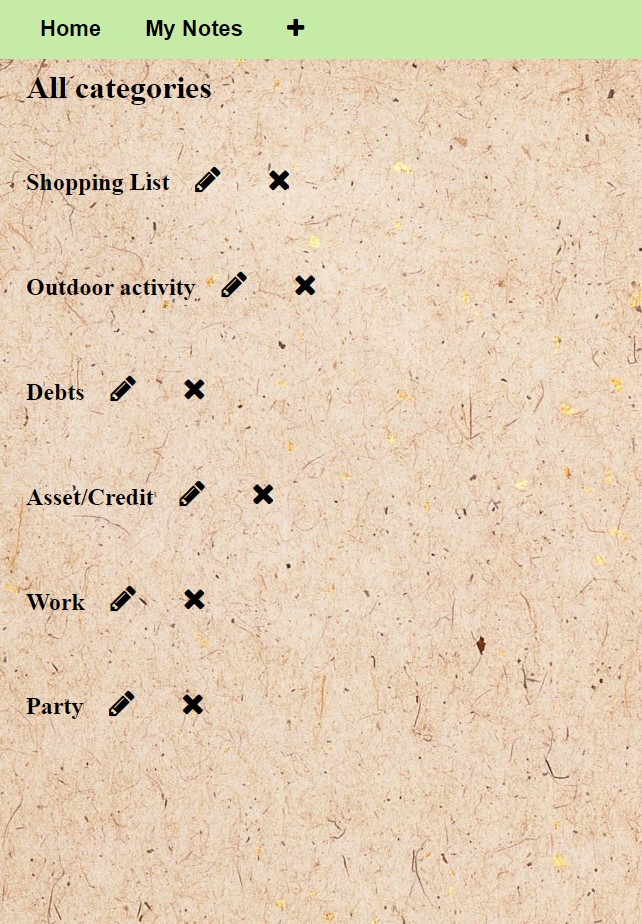 Home My Notes
All categories
Shopping List
Outdoor activity
Debts
Asset/Credit
Work
Party